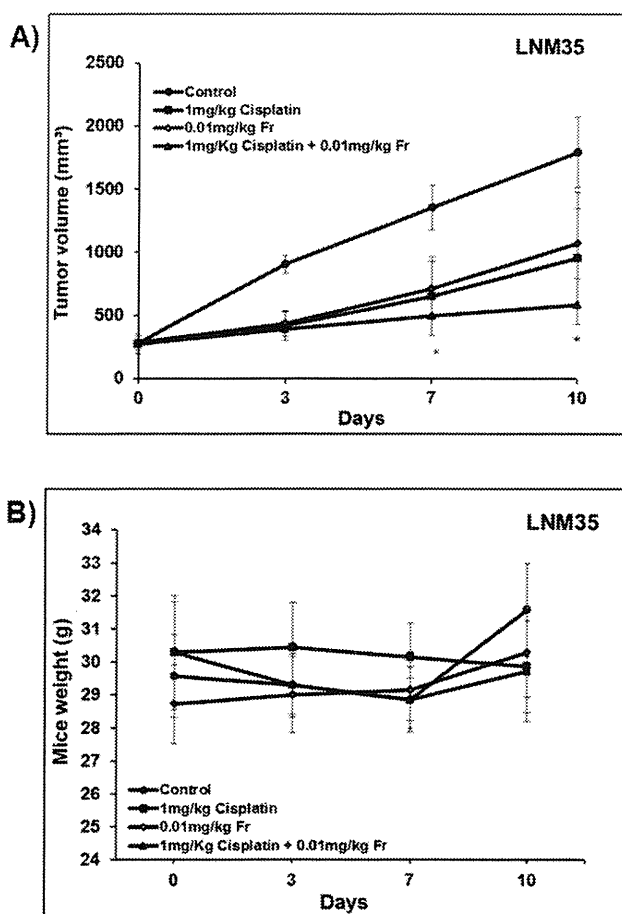 A)
LNM35
2500
2000
1500
1000
500
0
Tumor volume (mm³)
Control
1mg/kg Cisplatin
0.01mg/kg Fr
1mg/Kg Cisplatin + 0.01mg/kg Fr
*
*
0 3 7 10
Days
B)
LNM35
34
33
32
31
30
29
28
27
26
25
24
Mice weight (g)
Control
1mg/kg Cisplatin
0.01mg/kg Fr
1mg/Kg Cisplatin + 0.01mg/kg Fr
0 3 7 10
Days